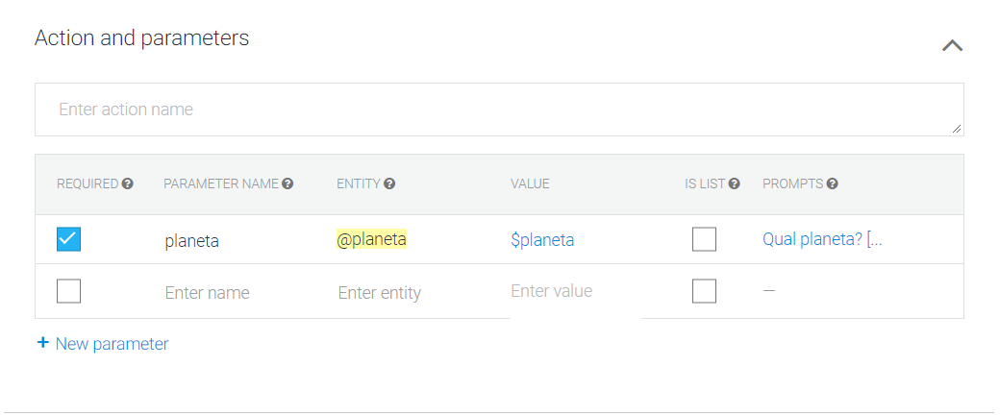 Action and parameters
Enter action name
REQUIRED PARAMETER NAME ENTITY VALUE IS LIST PROMPTS
planeta @planeta $planeta Qual planeta? [...
Enter name Enter entity Enter value —
+ New parameter